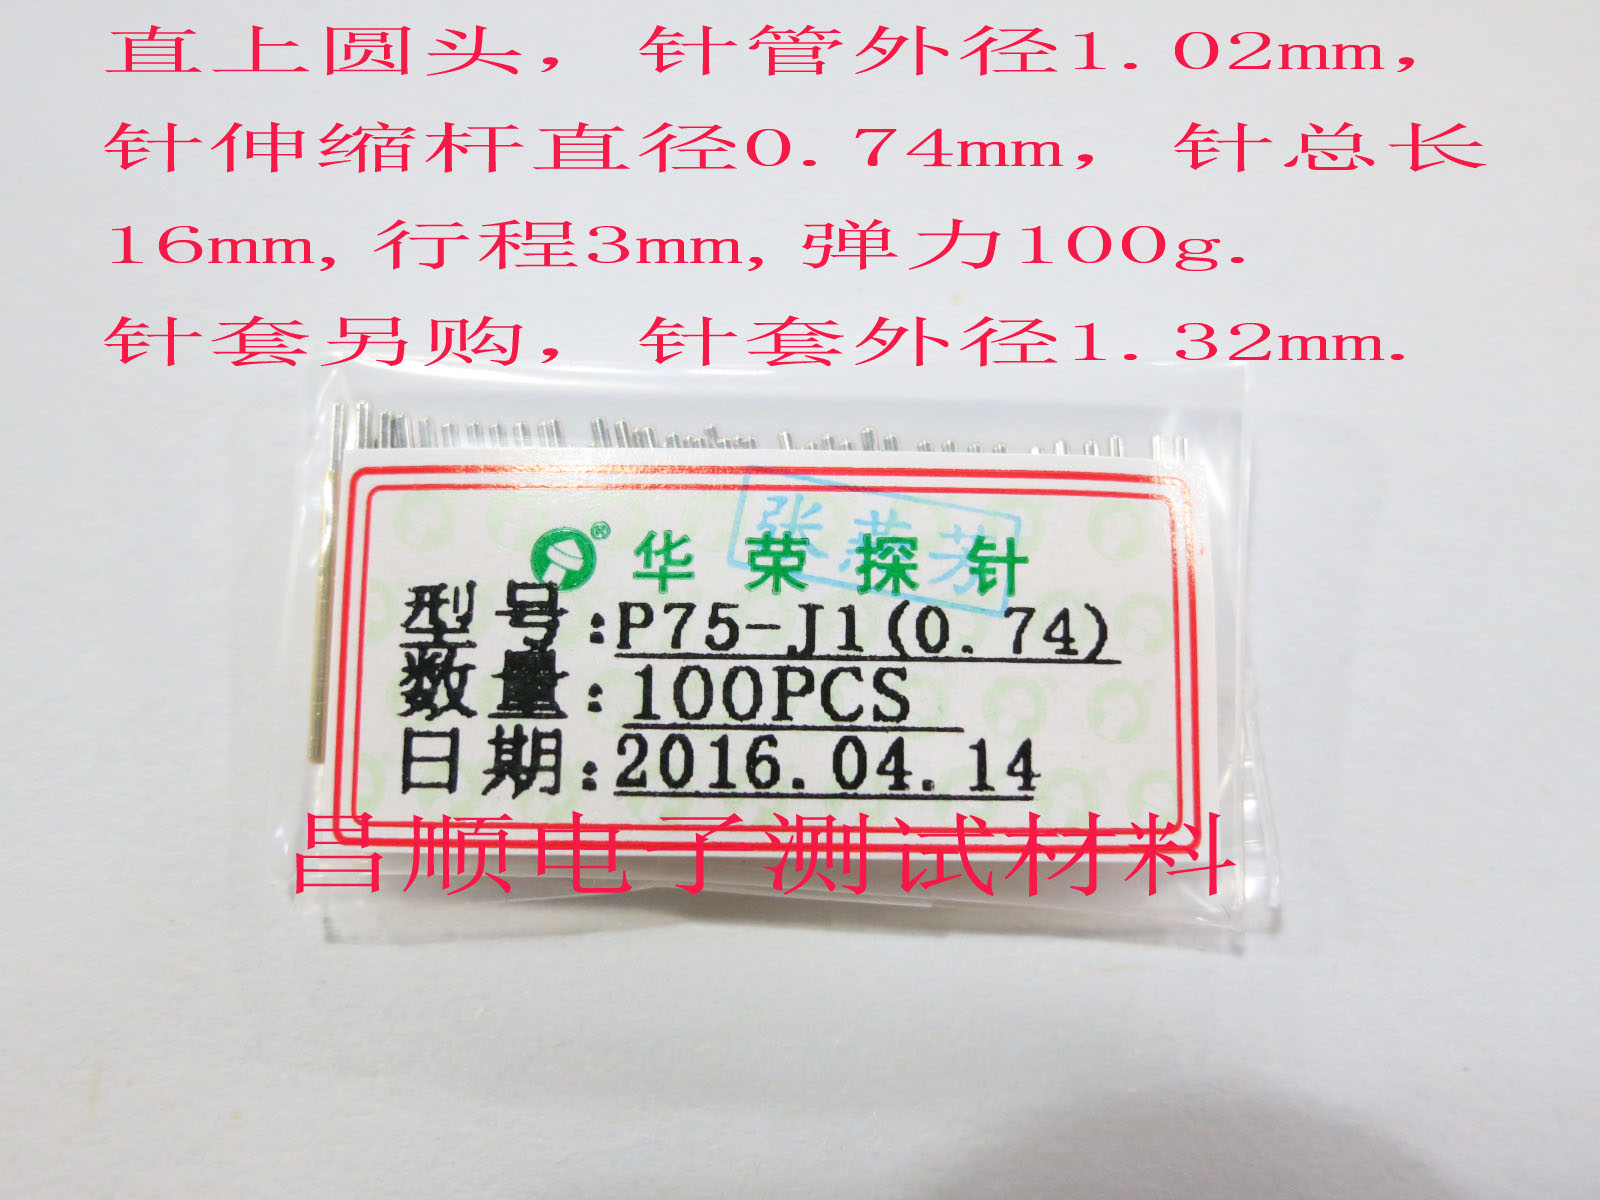 直上圆头，针管外径1.02mm，
针伸缩杆直径0.74mm，针总长
16mm,行程3mm,弹力100g.
针套另购，针套外径1.32mm.
张燕芳
华荣探针
型号:P75-J1(0.74)
数量:100PCS
日期:2016.04.14
昌顺电子测试材料